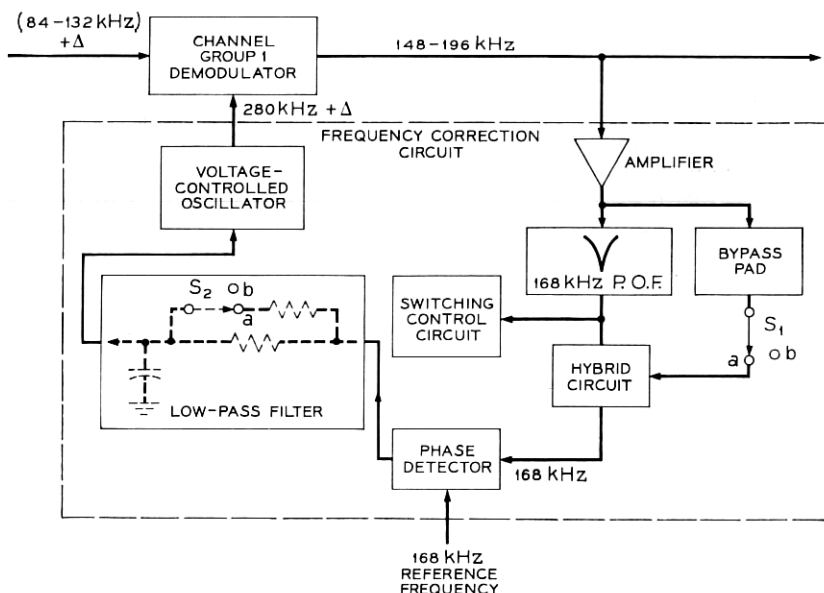 (84-132 kHz)
+Δ
CHANNEL
GROUP 1
DEMODULATOR
148-196 kHz
280 kHz +Δ
FREQUENCY CORRECTION
CIRCUIT
VOLTAGE-
CONTROLLED
OSCILLATOR
AMPLIFIER
168 kHz P.O.F.
BYPASS
PAD
S2
b
a
SWITCHING
CONTROL
CIRCUIT
S1
a
b
HYBRID
CIRCUIT
LOW-PASS FILTER
PHASE
DETECTOR
168 kHz
168 kHz
REFERENCE
FREQUENCY